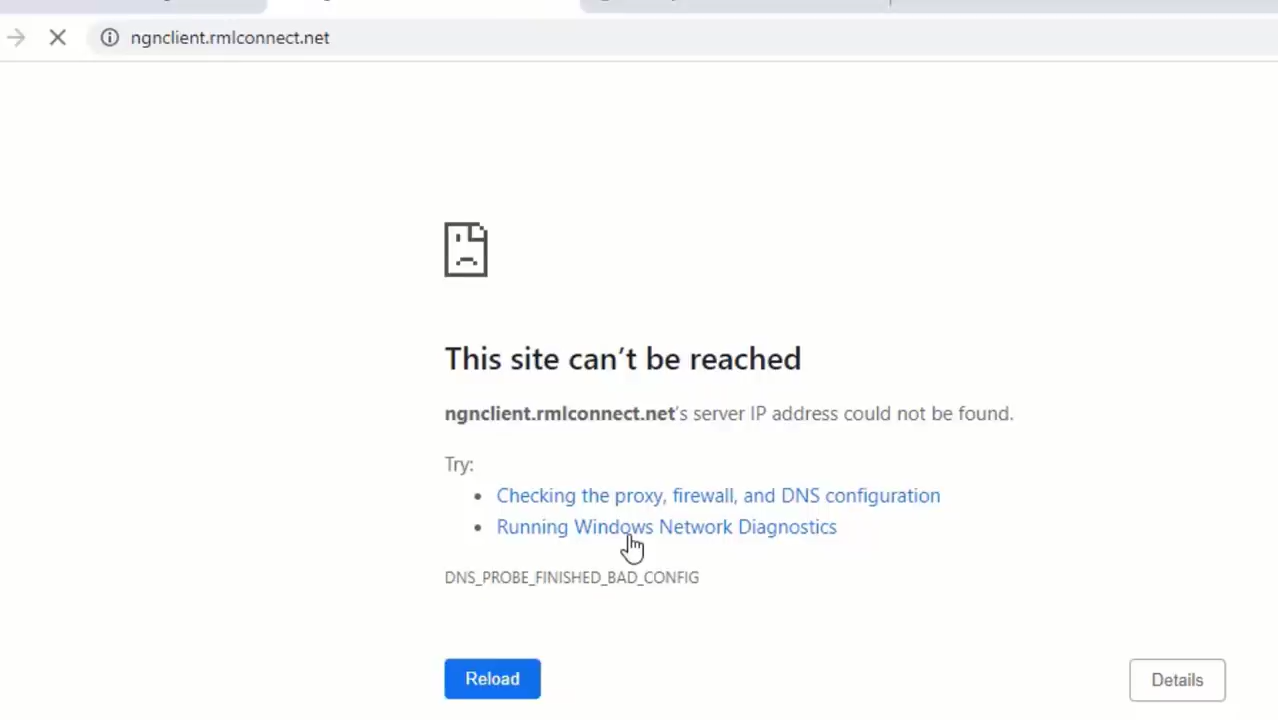 ngnclient.rmlconnect.net
This site can’t be reached
ngnclient.rmlconnect.net’s server IP address could not be found.
Try:
• Checking the proxy, firewall, and DNS configuration
• Running Windows Network Diagnostics
DNS_PROBE_FINISHED_BAD_CONFIG
Reload
Details